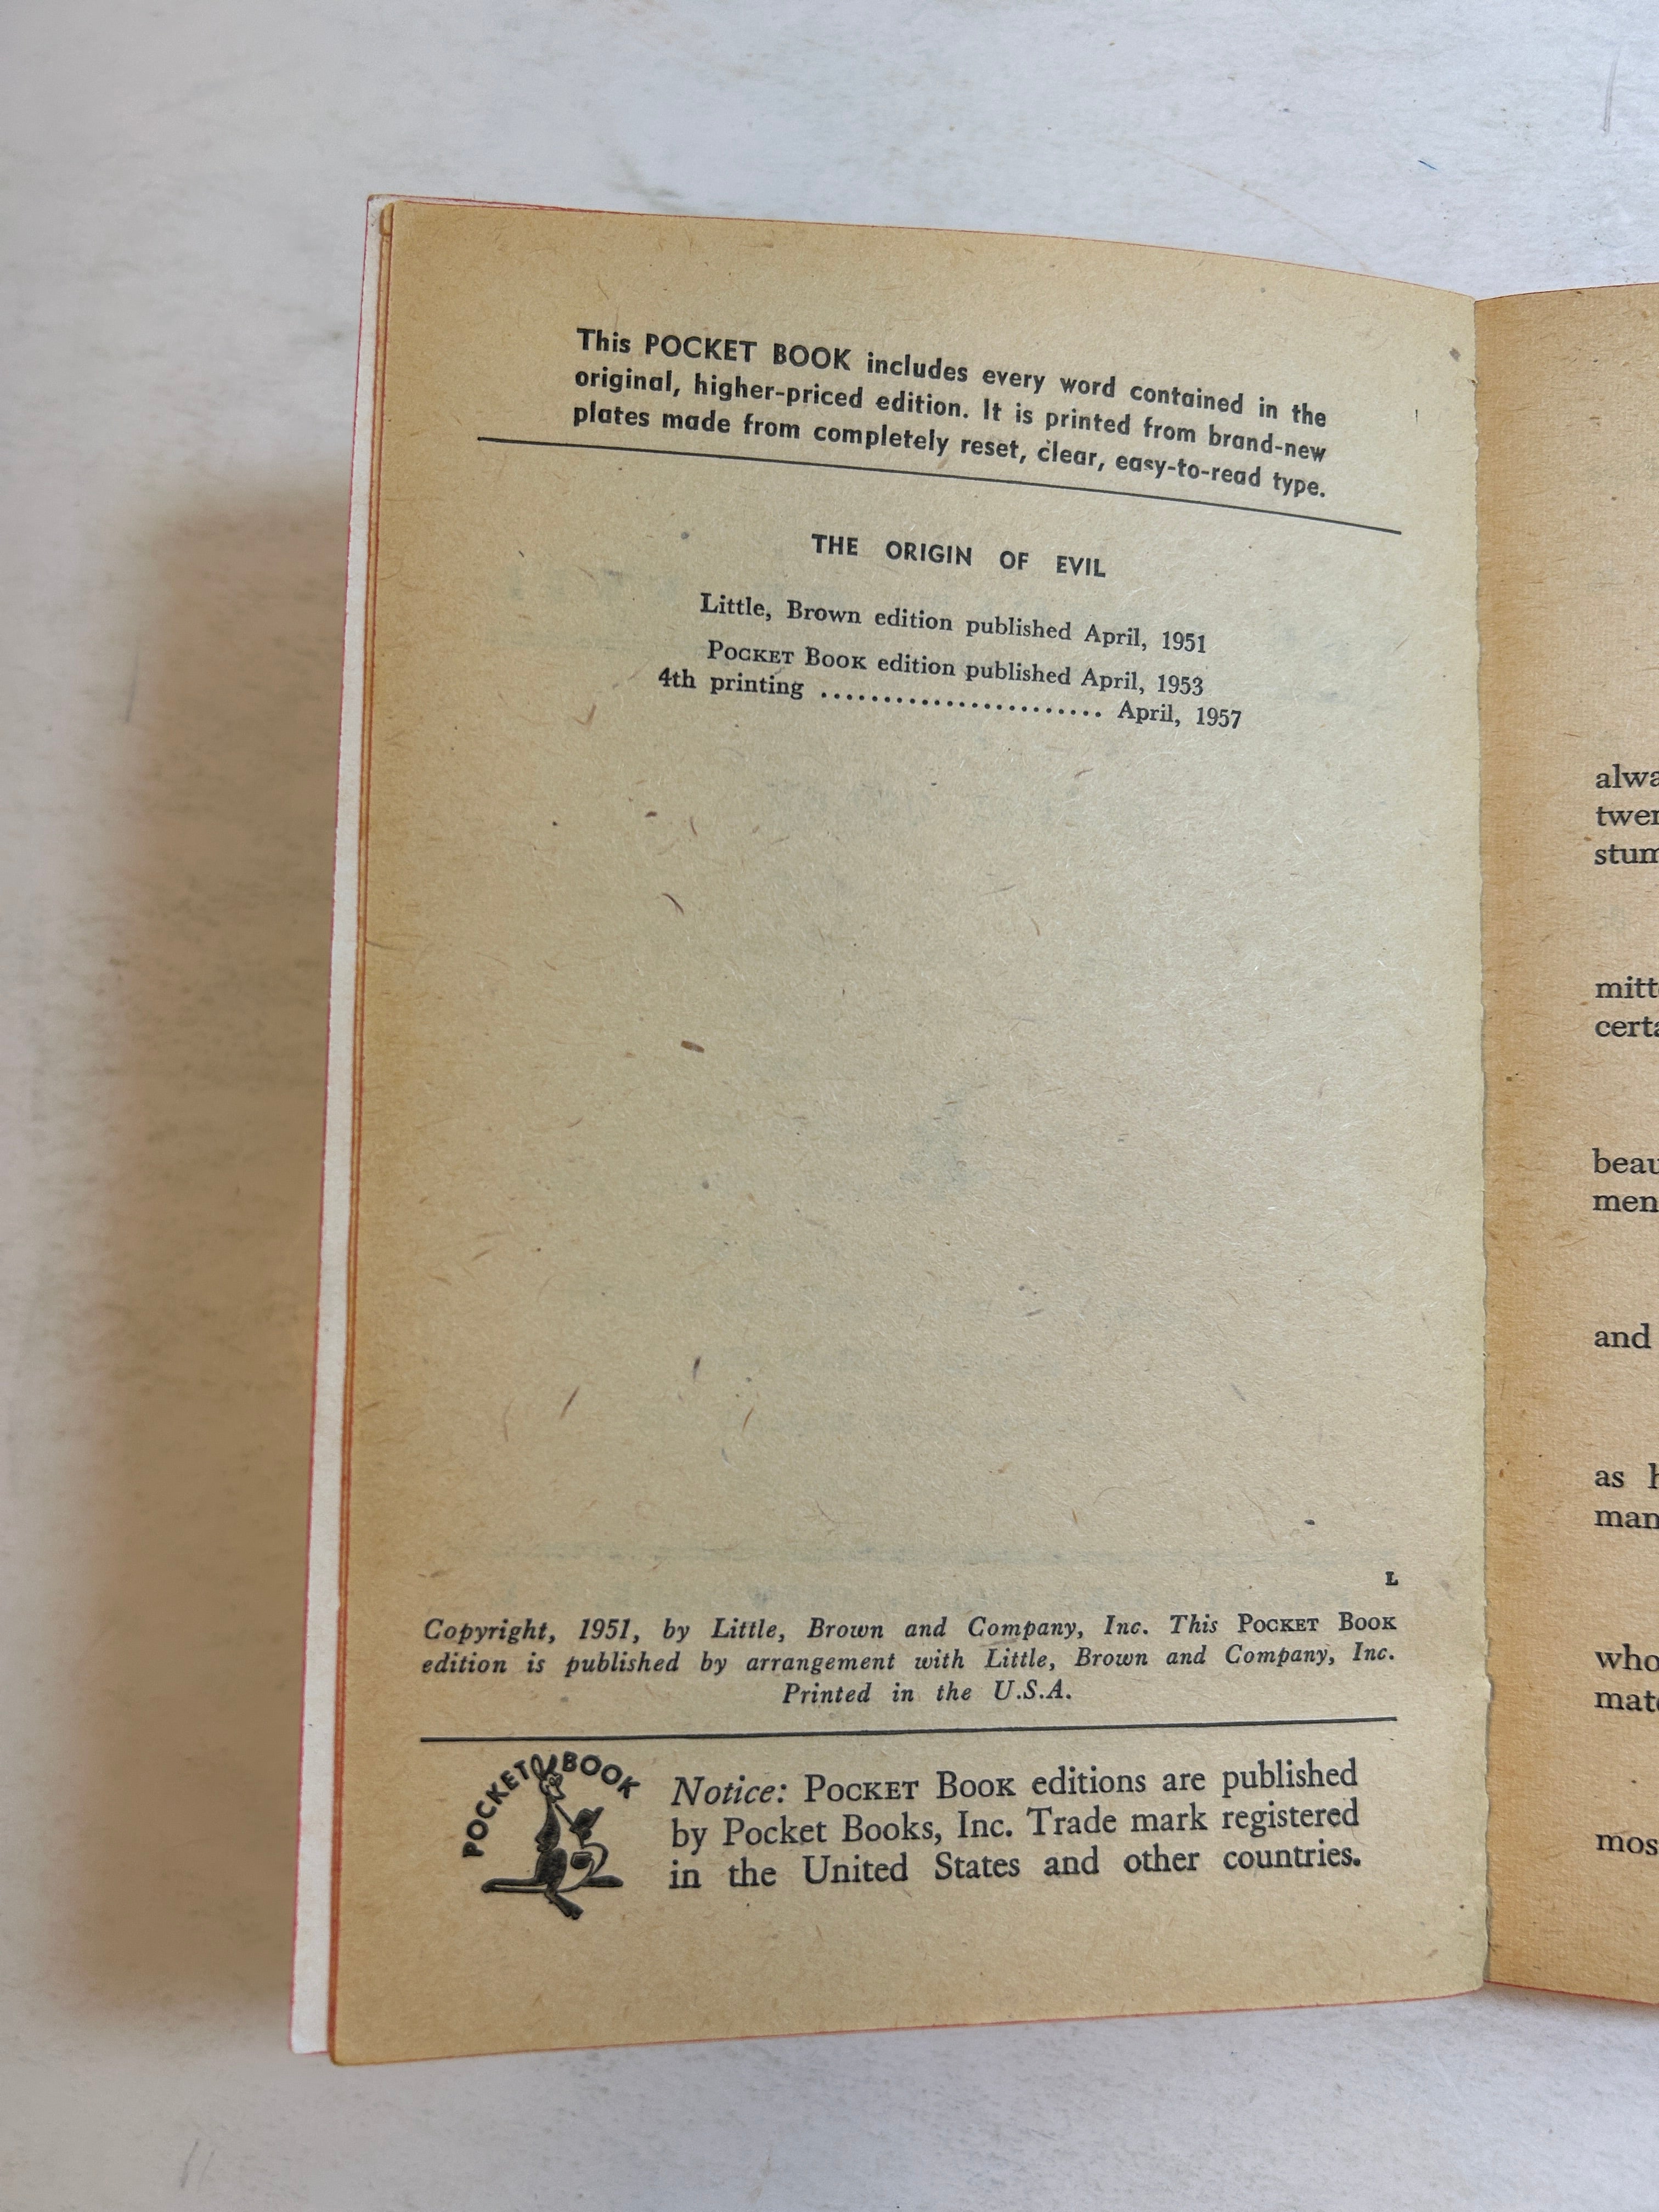 This POCKET BOOK includes every word contained in the
original, higher-priced edition. It is printed from brand-new
plates made from completely reset, clear, easy-to-read type.
THE ORIGIN OF EVIL
Little, Brown edition published April, 1951
POCKET BOOK edition published April, 1953
4th printing ....................... April, 1957
L
Copyright, 1951, by Little, Brown and Company, Inc. This POCKET BOOK
edition is published by arrangement with Little, Brown and Company, Inc.
Printed in the U.S.A.
POCKET BOOK
Notice: POCKET BOOK editions are published
by Pocket Books, Inc. Trade mark registered
in the United States and other countries.
and
as